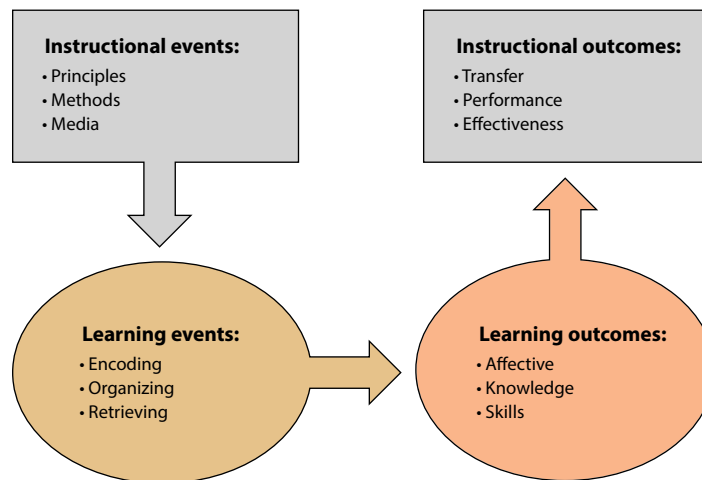 Instructional events:
• Principles
• Methods
• Media
Instructional outcomes:
• Transfer
• Performance
• Effectiveness
Learning events:
• Encoding
• Organizing
• Retrieving
Learning outcomes:
• Affective
• Knowledge
• Skills